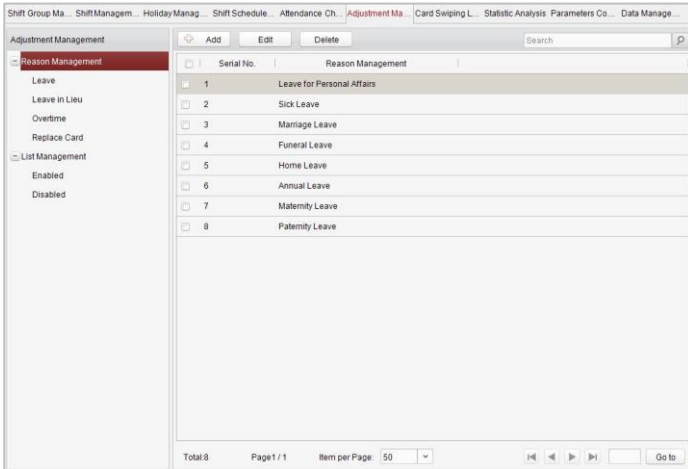 Shift Group Ma... Shift Managem... Holiday Manag... Shift Schedule... Attendance Ch... Adjustment Ma... Card Swiping L... Statistic Analysis Parameters Co... Data Manage...
Adjustment Management
Reason Management
Leave
Leave in Lieu
Overtime
Replace Card
List Management
Enabled
Disabled
Add Edit Delete Search
Serial No. Reason Management
1 Leave for Personal Affairs
2 Sick Leave
3 Marriage Leave
4 Funeral Leave
5 Home Leave
6 Annual Leave
7 Maternity Leave
8 Paternity Leave
Total:8 Page1 / 1 Item per Page: 50 Go to